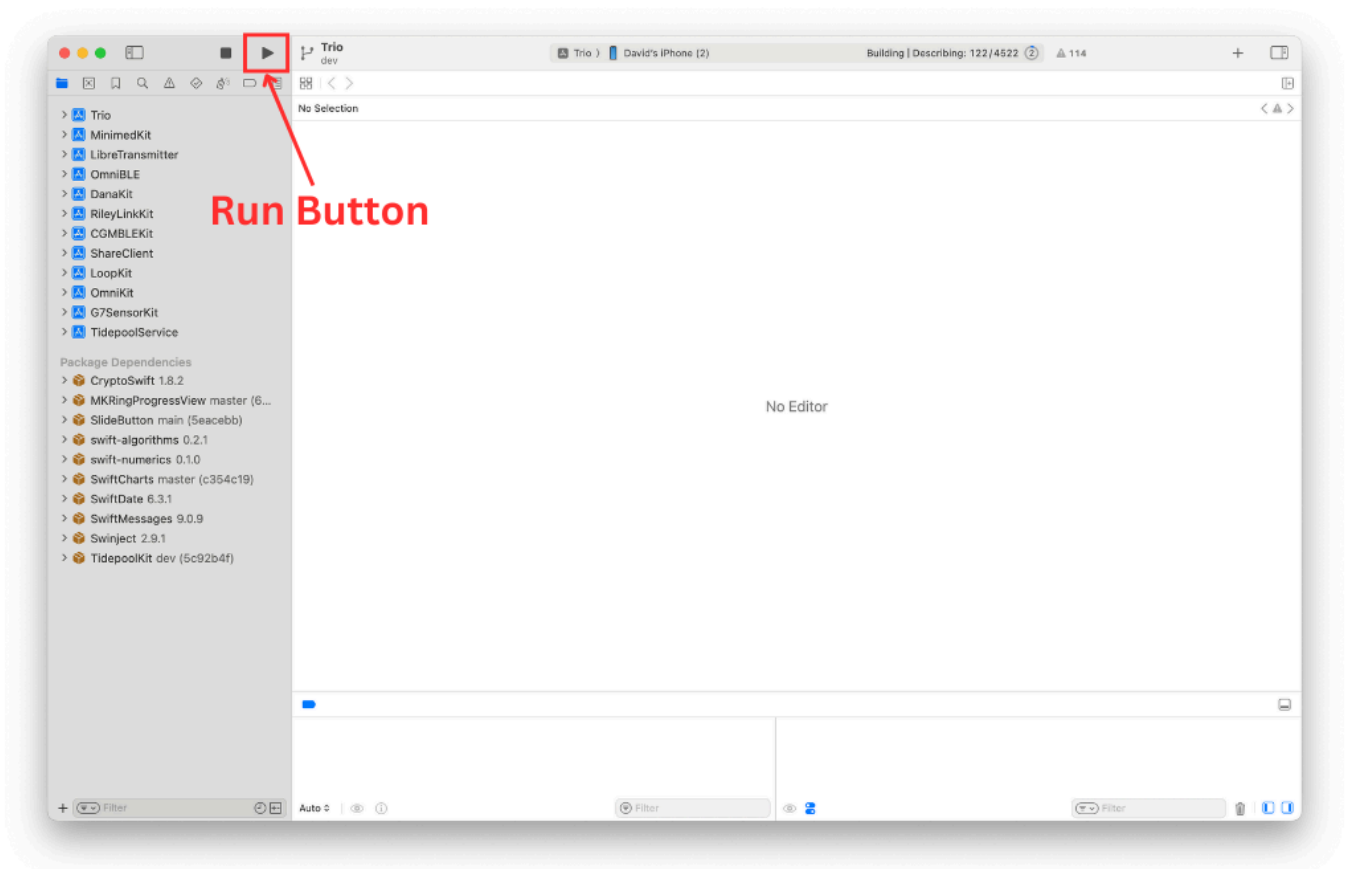 Trio
dev
Trio
David's iPhone (2)
Building | Describing: 122/4522
2
114
No Selection
Trio
MinimedKit
LibreTransmitter
OmniBLE
DanaKit
RileyLinkKit
CGMBLEKit
ShareClient
LoopKit
OmniKit
G7SensorKit
TidepoolService
Run Button
Package Dependencies
CryptoSwift 1.8.2
MKRingProgressView master (6...
SlideButton main (5eacebb)
swift-algorithms 0.2.1
swift-numerics 0.1.0
SwiftCharts master (c354c19)
SwiftDate 6.3.1
SwiftMessages 9.0.9
Swinject 2.9.1
TidepoolKit dev (5c92b4f)
No Editor
Filter
Auto
Filter
Filter